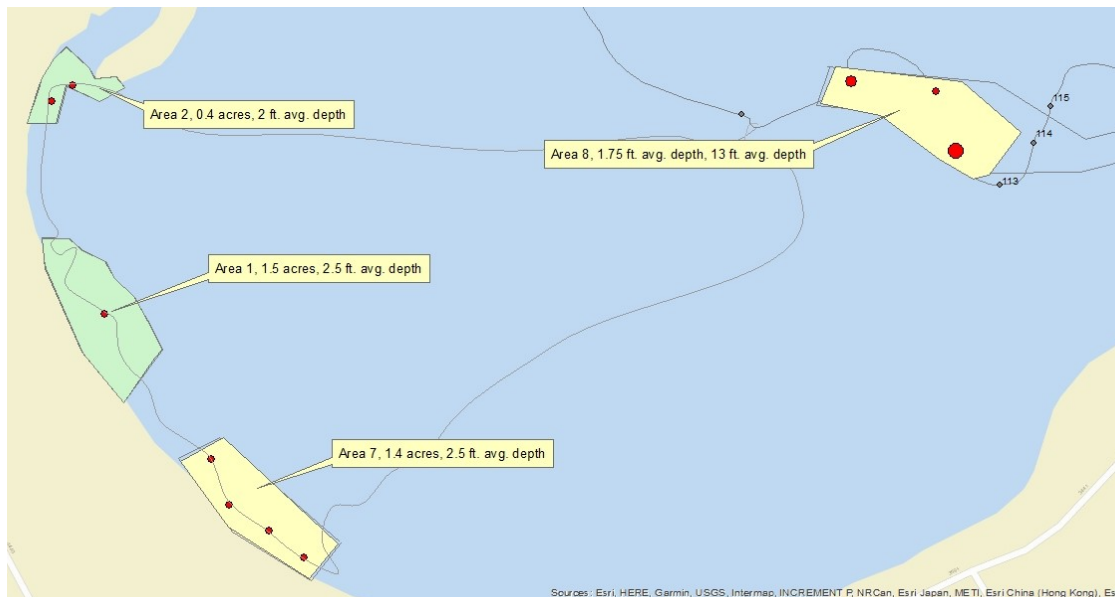 115
Area 2, 0.4 acres, 2 ft. avg. depth
114
Area 8, 1.75 ft. avg. depth, 13 ft. avg. depth
113
Area 1, 1.5 acres, 2.5 ft. avg. depth
Area 7, 1.4 acres, 2.5 ft. avg. depth
Sources: Esri, HERE, Garmin, USGS, Intermap, INCREMENT P, NRCan, Esri Japan, METI, Esri China (Hong Kong), Es